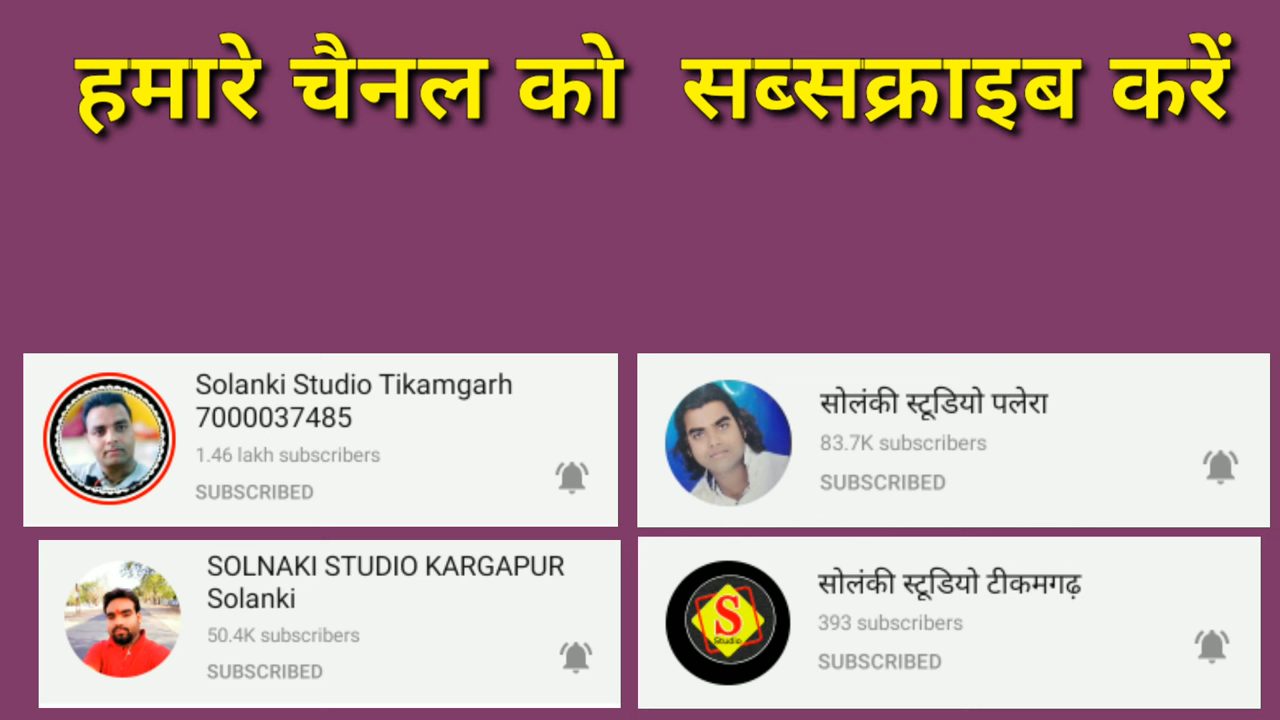 हमारे चैनल को सब्सक्राइब करें
Solanki Studio Tikamgarh
7000037485
1.46 lakh subscribers
SUBSCRIBED
सोलंकी स्टूडियो पलेरा
83.7K subscribers
SUBSCRIBED
SOLNAKI STUDIO KARGAPUR
Solanki
50.4K subscribers
SUBSCRIBED
S
Studio
सोलंकी स्टूडियो टीकमगढ़
393 subscribers
SUBSCRIBED